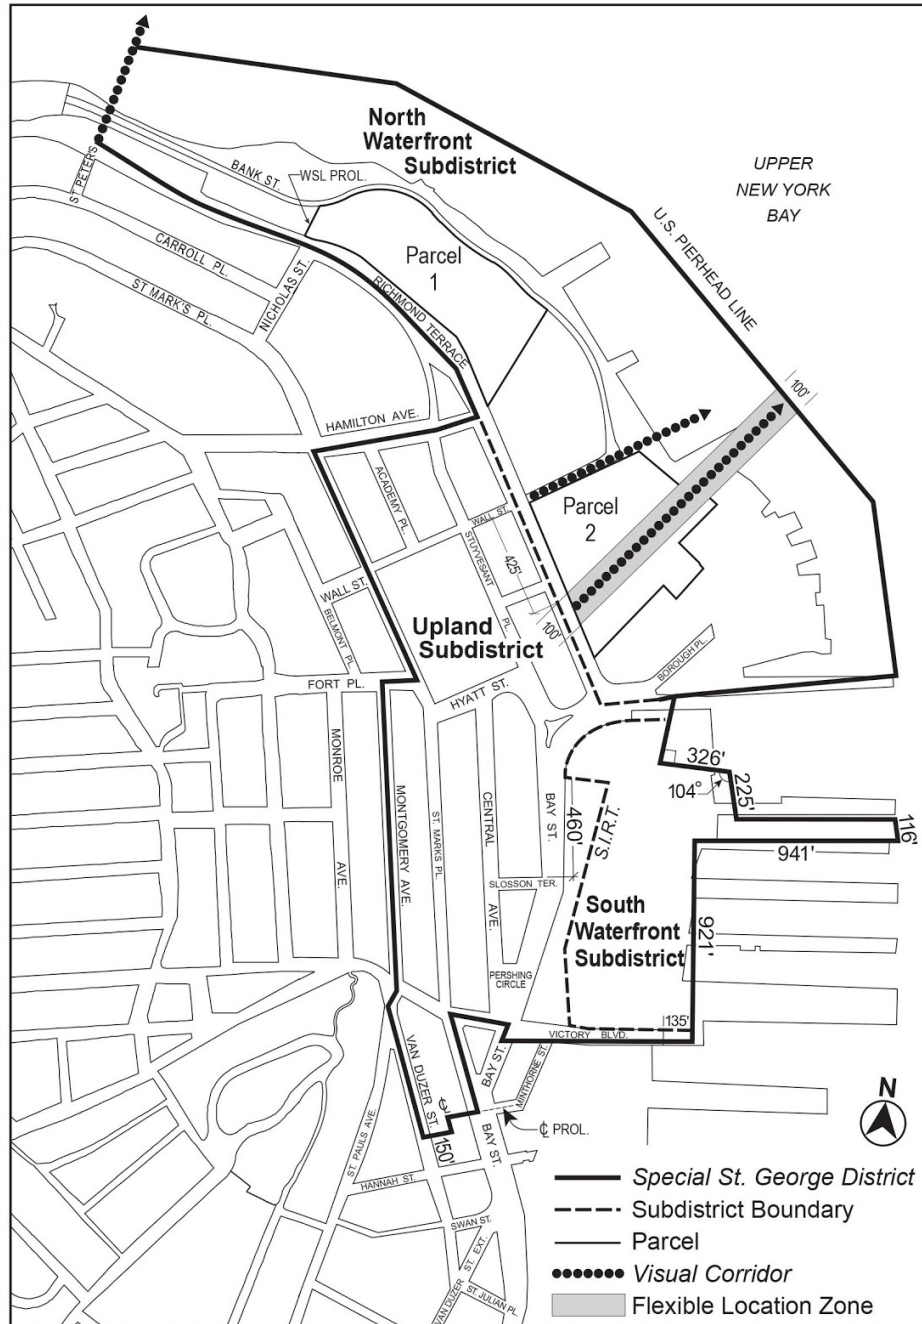 North
Waterfront
Subdistrict
UPPER
NEW YORK
BAY
ST PETER'S
BANK ST.
WSL PROL.
U.S. PIERHEAD LINE
CARROLL PL.
NICHOLAS ST.
ST MARK'S PL.
Parcel
1
RICHMOND TERRACE
100'
HAMILTON AVE.
ACADEMY PL.
WALL ST.
STUYVESANT
PL.
Parcel
2
425'
100'
WALL ST.
BELMONT PL.
Upland
Subdistrict
BOROUGH PL.
FORT PL.
HYATT ST.
MONROE
AVE.
MONTGOMERY AVE.
ST. MARKS PL.
CENTRAL
AVE.
BAY ST.
460'
S.I.R.T.
326'
104°
225'
116'
941'
SLOSSON TER.
South
Waterfront
Subdistrict
921'
PERSHING
CIRCLE
135'
VICTORY BLVD.
VAN DUZER ST.
BAY ST.
MINTHORNE ST.
℄ PROL.
150'
BAY ST.
ST. PAULS AVE.
HANNAH ST.
SWAN ST.
VAN DUZER
ST. EXT.
ST. JULIAN PL.
N
Special St. George District
Subdistrict Boundary
Parcel
Visual Corridor
Flexible Location Zone